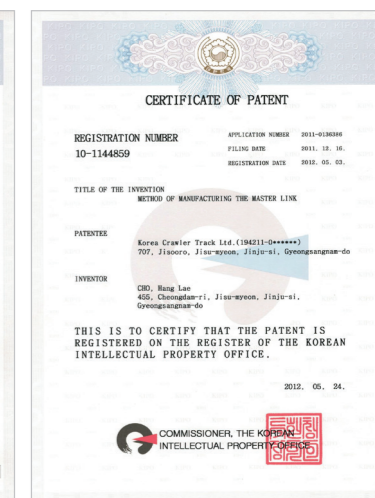 CERTIFICATE OF PATENT
REGISTRATION NUMBER
10-1144859
APPLICATION NUMBER 2011-0136386
FILING DATE 2011. 12. 16.
REGISTRATION DATE 2012. 05. 03.
TITLE OF THE INVENTION
METHOD OF MANUFACTURING THE MASTER LINK
PATENTEE
Korea Crawler Track Ltd.(194211-0******)
707, Jisooro, Jisu-myeon, Jinju-si, Gyeongsangnam-do
INVENTOR
CHO, Hang Lae
455, Cheongdam-ri, Jisu-myeon, Jinju-si,
Gyeongsangnam-do
THIS IS TO CERTIFY THAT THE PATENT IS
REGISTERED ON THE REGISTER OF THE KOREAN
INTELLECTUAL PROPERTY OFFICE.
2012. 05. 24.
COMMISSIONER, THE KOREAN
INTELLECTUAL PROPERTY OFFICE